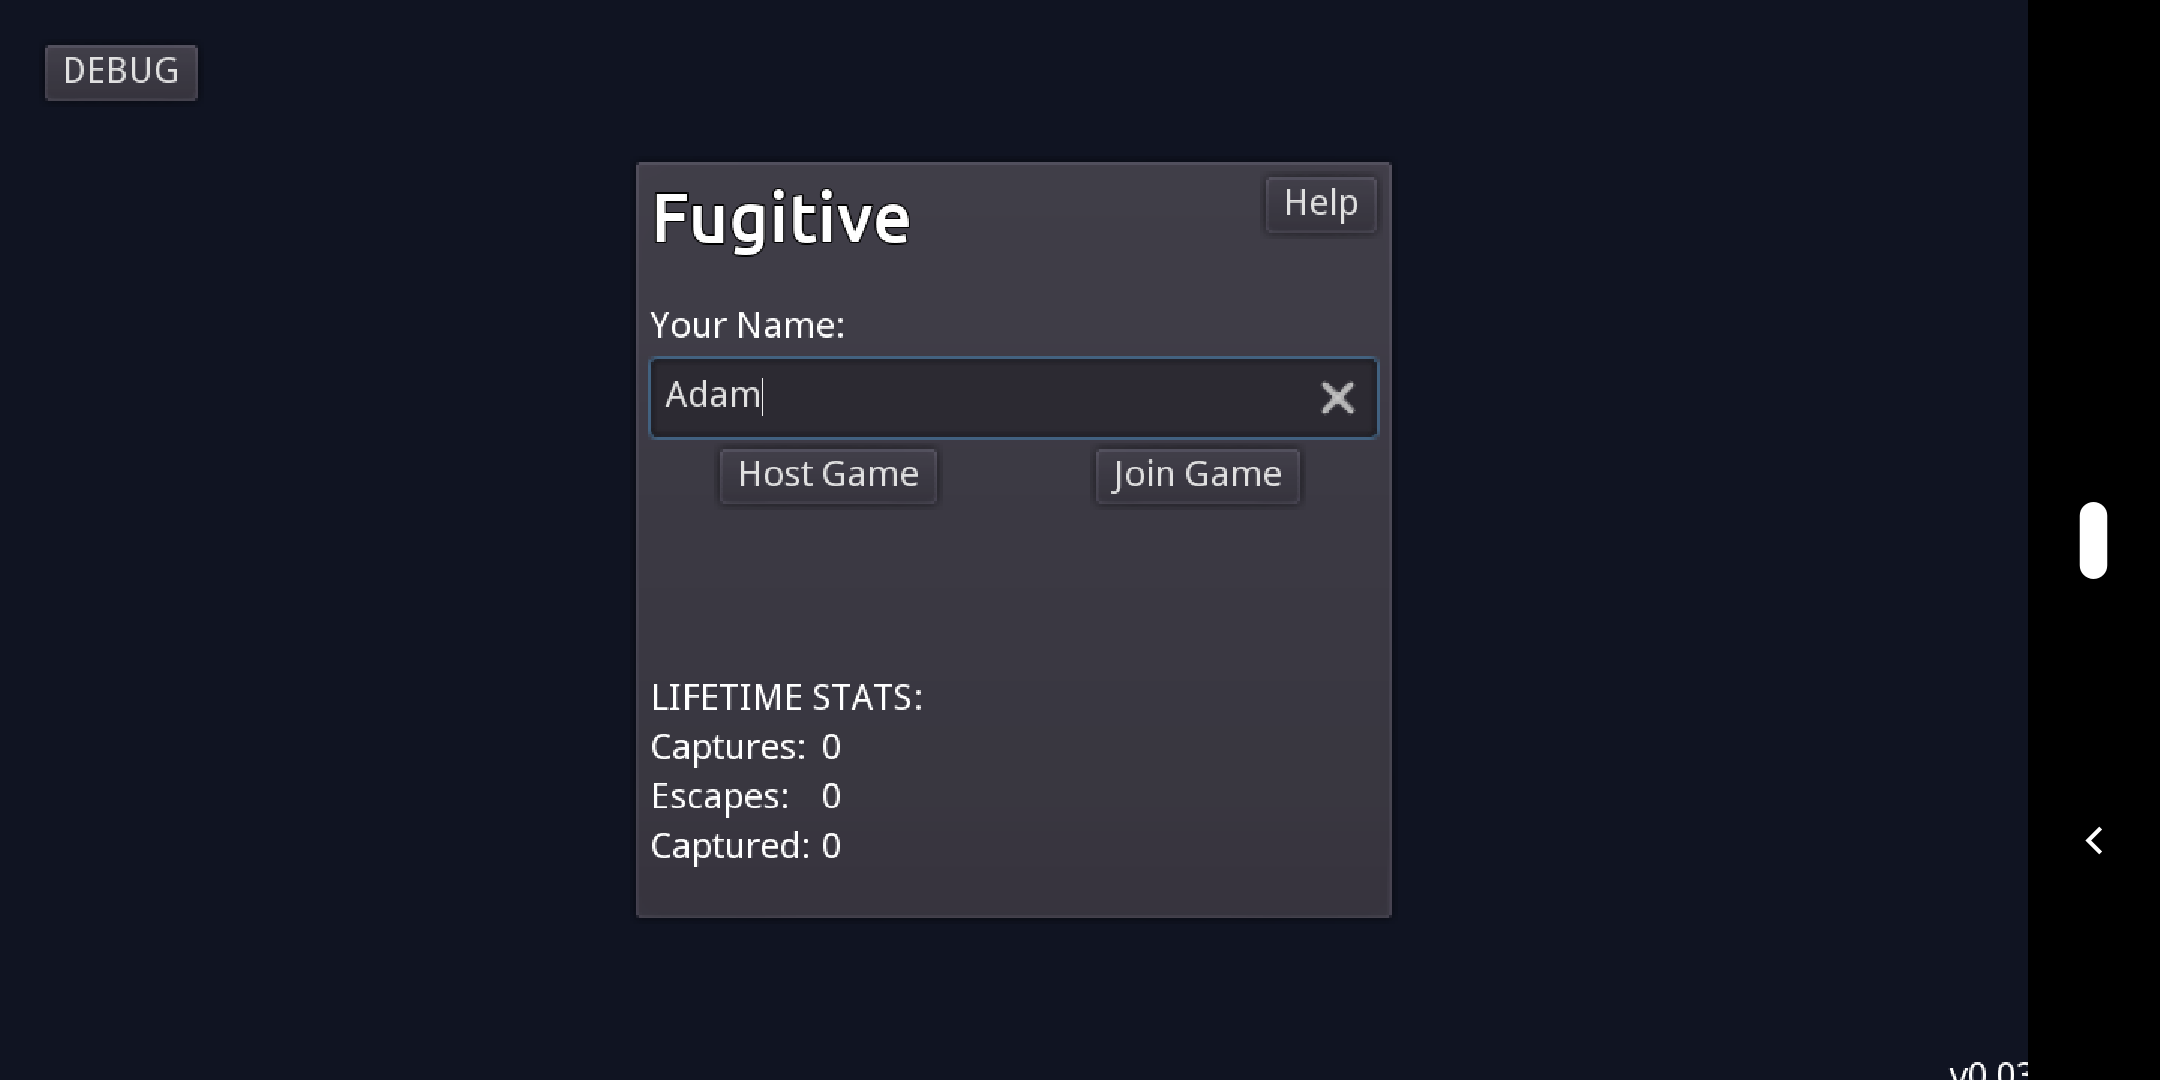 DEBUG
Fugitive
Help
Your Name:
Adam
Host Game
Join Game
LIFETIME STATS:
Captures: 0
Escapes: 0
Captured: 0